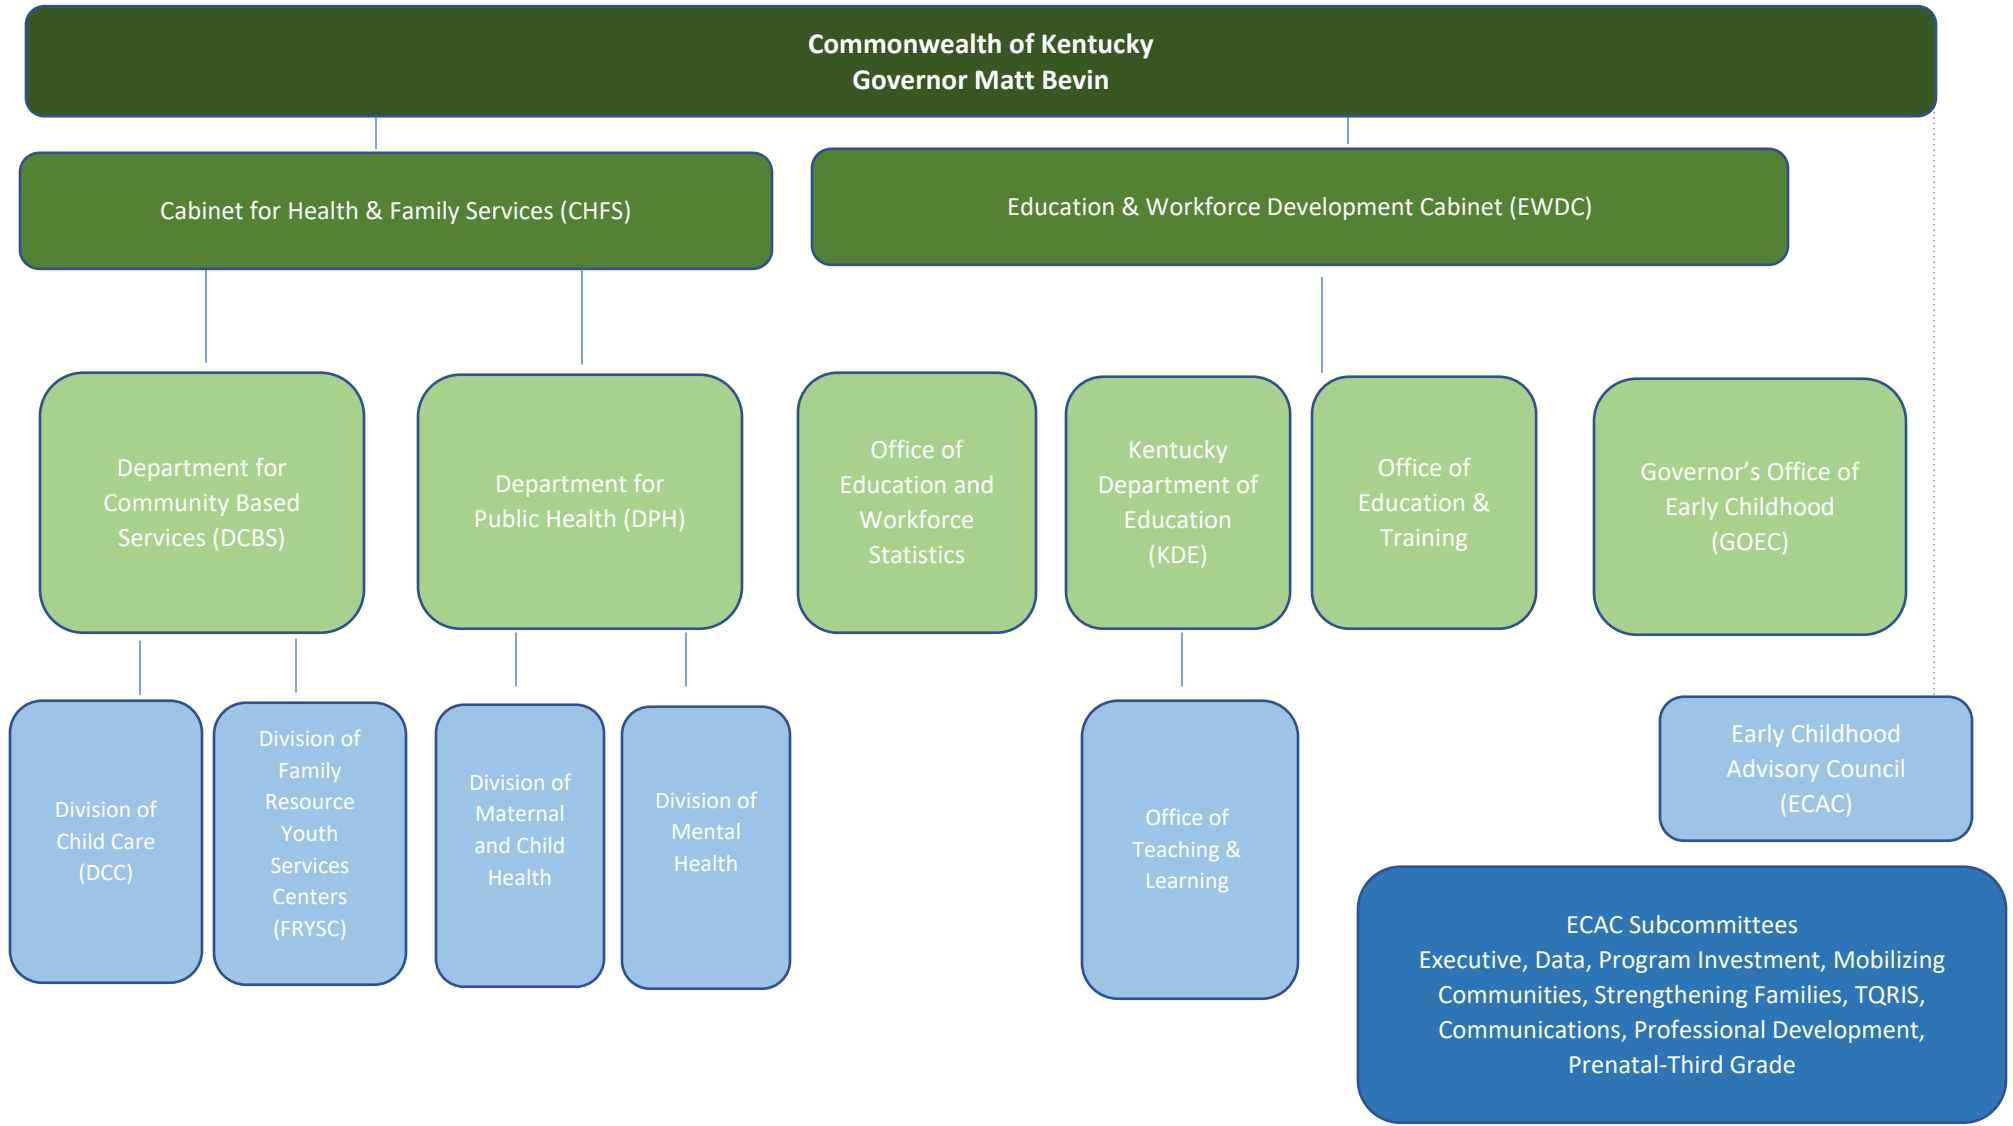 Commonwealth of Kentucky
Governor Matt Bevin
Cabinet for Health & Family Services (CHFS)
Education & Workforce Development Cabinet (EWDC)
Department for
Community Based
Services (DCBS)
Department for
Public Health (DPH)
Office of
Education and
Workforce
Statistics
Kentucky
Department of
Education
(KDE)
Office of
Education &
Training
Governor’s Office of
Early Childhood
(GOEC)
Division of
Child Care
(DCC)
Division of
Family
Resource
Youth
Services
Centers
(FRYSC)
Division of
Maternal
and Child
Health
Division of
Mental
Health
Office of
Teaching &
Learning
Early Childhood
Advisory Council
(ECAC)
ECAC Subcommittees
Executive, Data, Program Investment, Mobilizing
Communities, Strengthening Families, TQRIS,
Communications, Professional Development,
Prenatal-Third Grade